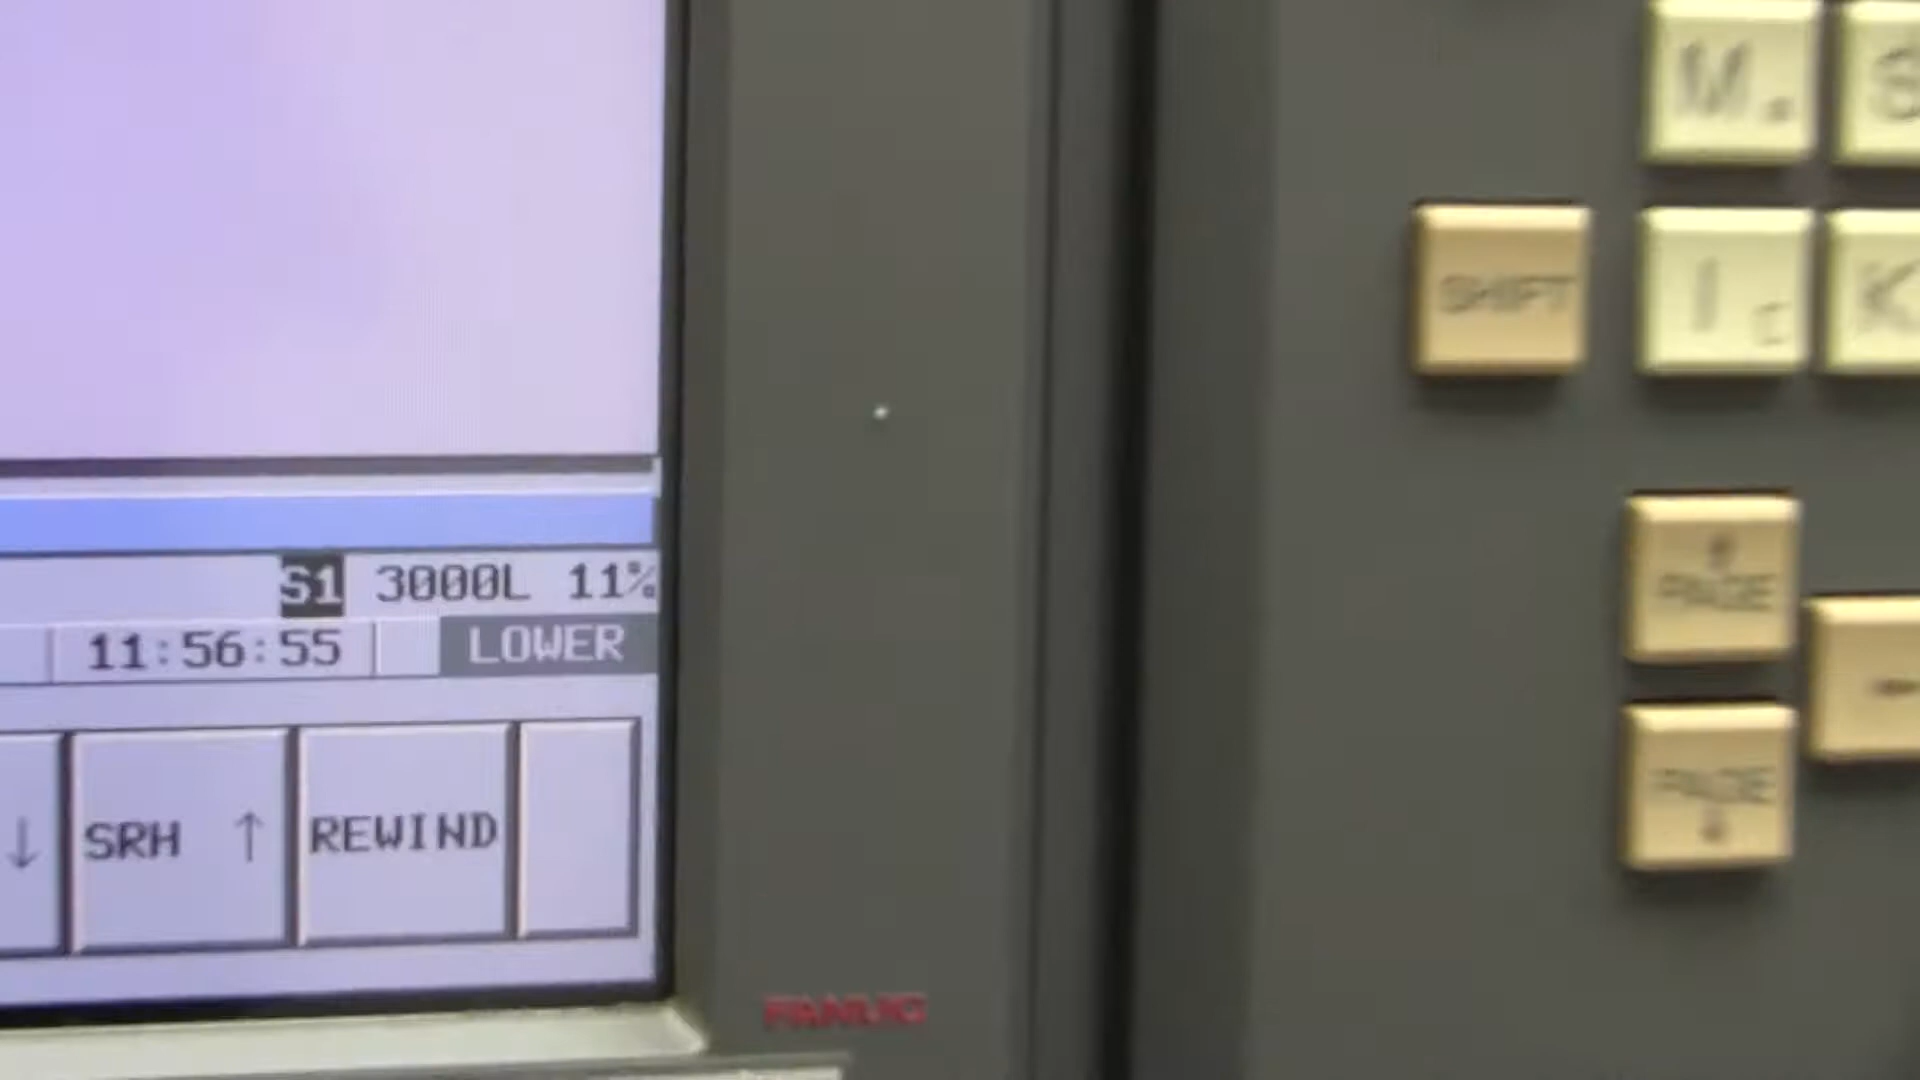 S1 3000L 11%
11:56:55 LOWER
↓ SRH ↑ REWIND
M
SHIFT I C K
↑
PAGE
←
PAGE
↓
FANUC